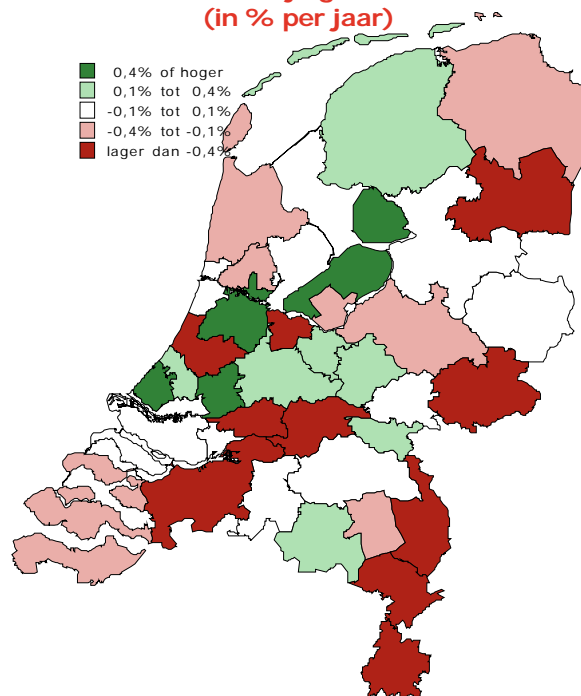 (in % per jaar)
0,4% of hoger
0,1% tot 0,4%
-0,1% tot 0,1%
-0,4% tot -0,1%
lager dan -0,4%